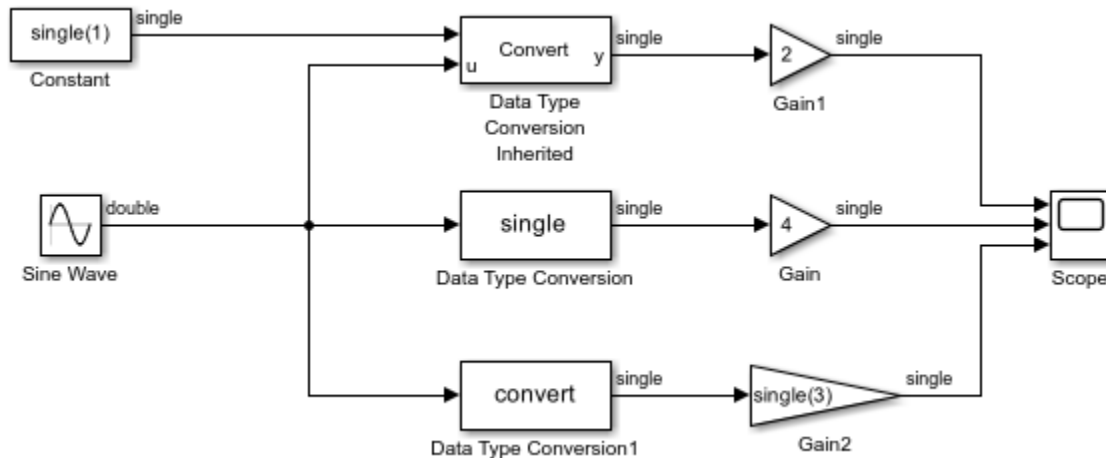 single(1)
single
Constant
Convert
u
y
single
Data Type
Conversion
Inherited
2
single
Gain1
double
Sine Wave
single
single
Data Type Conversion
4
single
Gain
Scope
convert
single
Data Type Conversion1
single(3)
single
Gain2